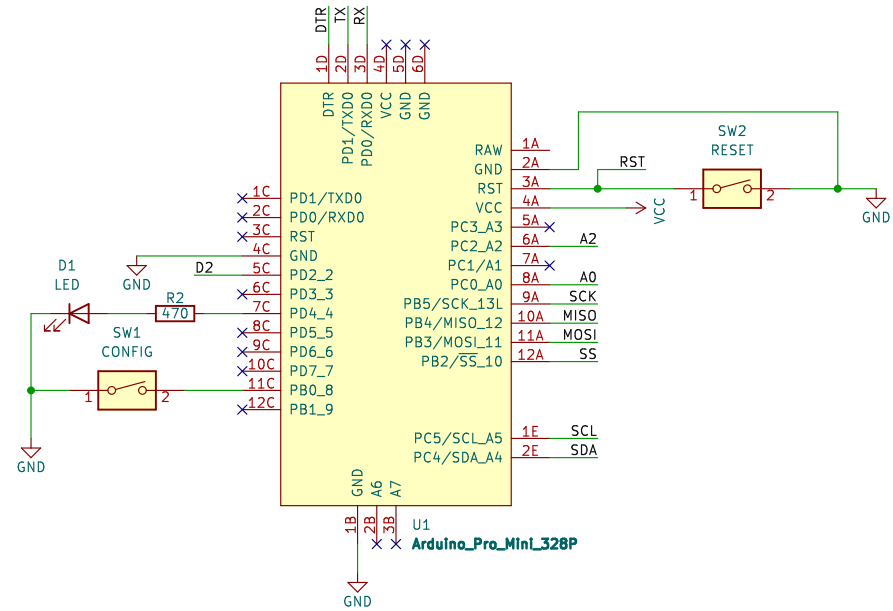 DTR TX RX
1D 2D 3D 4D 5D 6D
DTR PD1/TXD0 PD0/RXD0 VCC GND GND
RAW 1A
GND 2A
RST 3A RST
VCC 4A VCC
PC3_A3 5A
PC2_A2 6A A2
PC1/A1 7A
PC0_A0 8A A0
PB5/SCK_13L 9A SCK
PB4/MISO_12 10A MISO
PB3/MOSI_11 11A MOSI
PB2/SS_10 12A SS
PC5/SCL_A5 1E SCL
PC4/SDA_A4 2E SDA
SW2
RESET
1 2
GND
1C PD1/TXD0
2C PD0/RXD0
3C RST
4C GND
D2 5C PD2_2
6C PD3_3
7C PD4_4
8C PD5_5
9C PD6_6
10C PD7_7
11C PB0_8
12C PB1_9
GND
D1
LED
R2
470
SW1
CONFIG
1 2
GND
GND A6 A7
1B 2B 3B
U1
Arduino_Pro_Mini_328P
GND